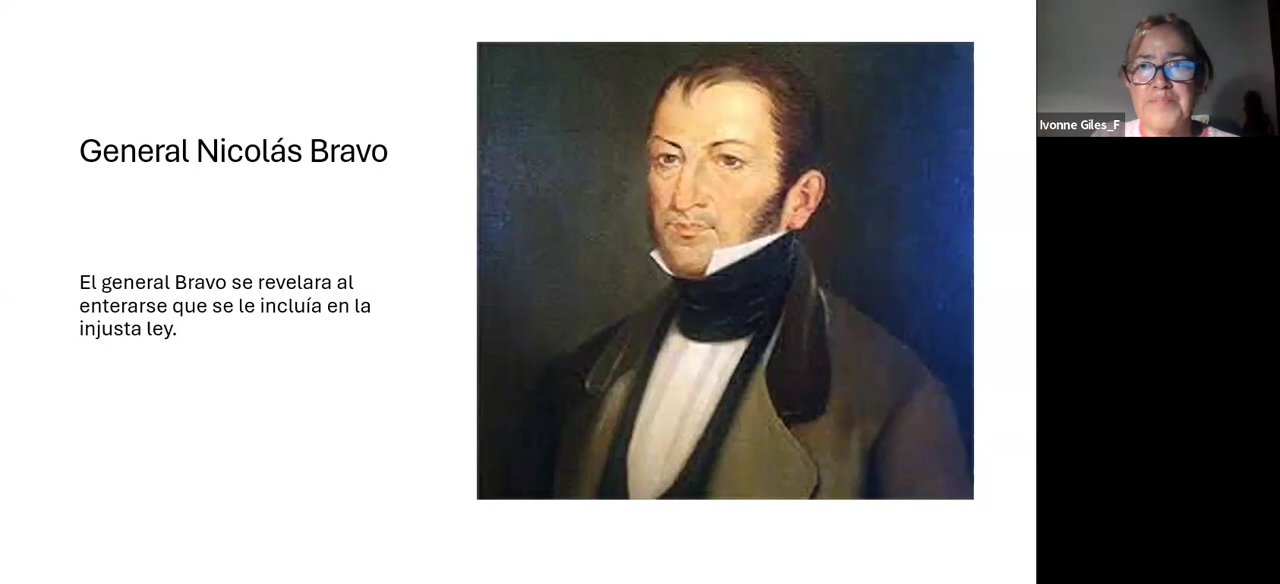 General Nicolás Bravo
El general Bravo se revelara al
enterarse que se le incluía en la
injusta ley.
Ivonne Giles_F